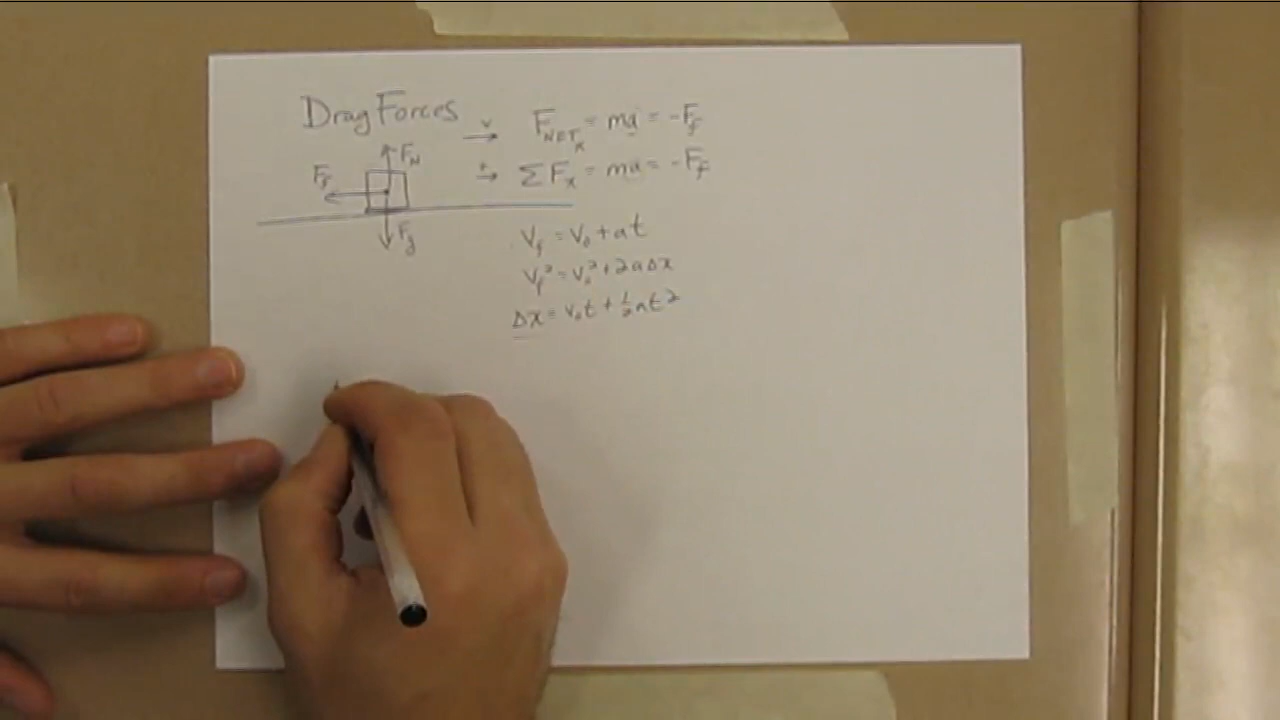 Drag Forces
v → F_NETx = ma = -F_f
+ → ΣF_x = ma = -F_f
F_N
F_f
F_g
V_f = V_0 + at
V_f² = V_0² + 2aΔx
Δx = V_0t + ½at²